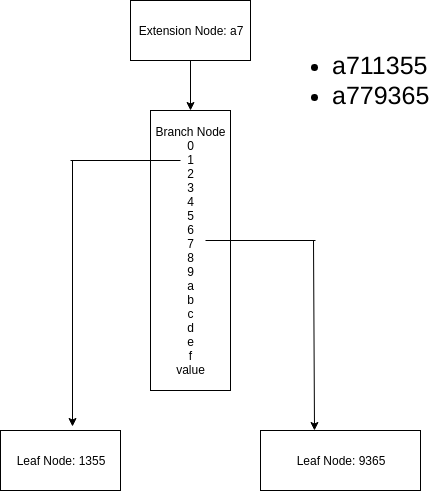 Extension Node: a7
a711355
a779365
Branch Node
0
1
2
3
4
5
6
7
8
9
a
b
c
d
e
f
value
Leaf Node: 1355
Leaf Node: 9365